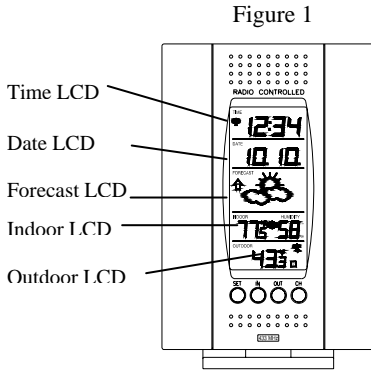 Figure 1
RADIO CONTROLLED
Time LCD
TIME
12:34
Date LCD
DATE
10. 10.
Forecast LCD
FORECAST
Indoor LCD
INDOOR HUMIDITY
58
Outdoor LCD
OUTDOOR
SET IN OUT CH